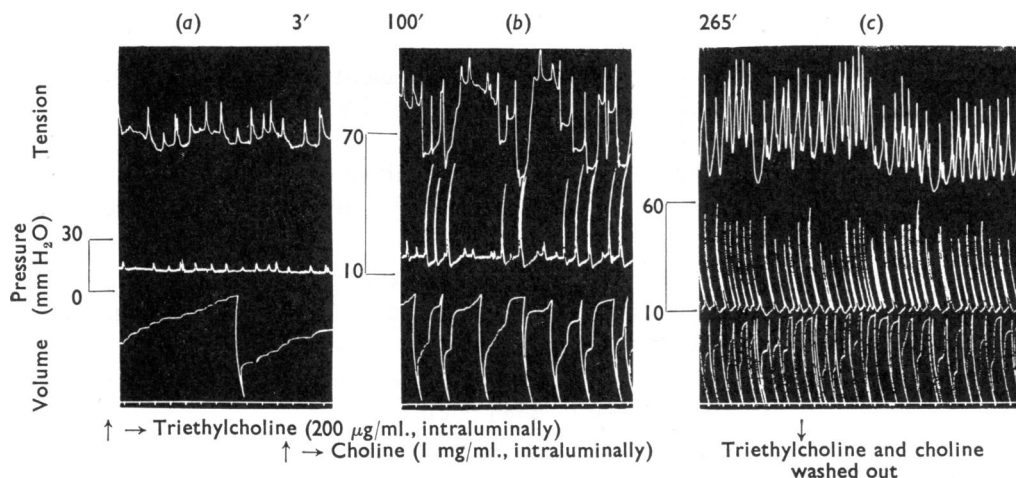 (a) 3' 100' (b) 265' (c)
Tension
70
60
Pressure
(mm H₂O)
30
0
10
10
Volume
↑ → Triethylcholine (200 μg/ml., intraluminally)
↑ → Choline (1 mg/ml., intraluminally)
↓
Triethylcholine and choline
washed out